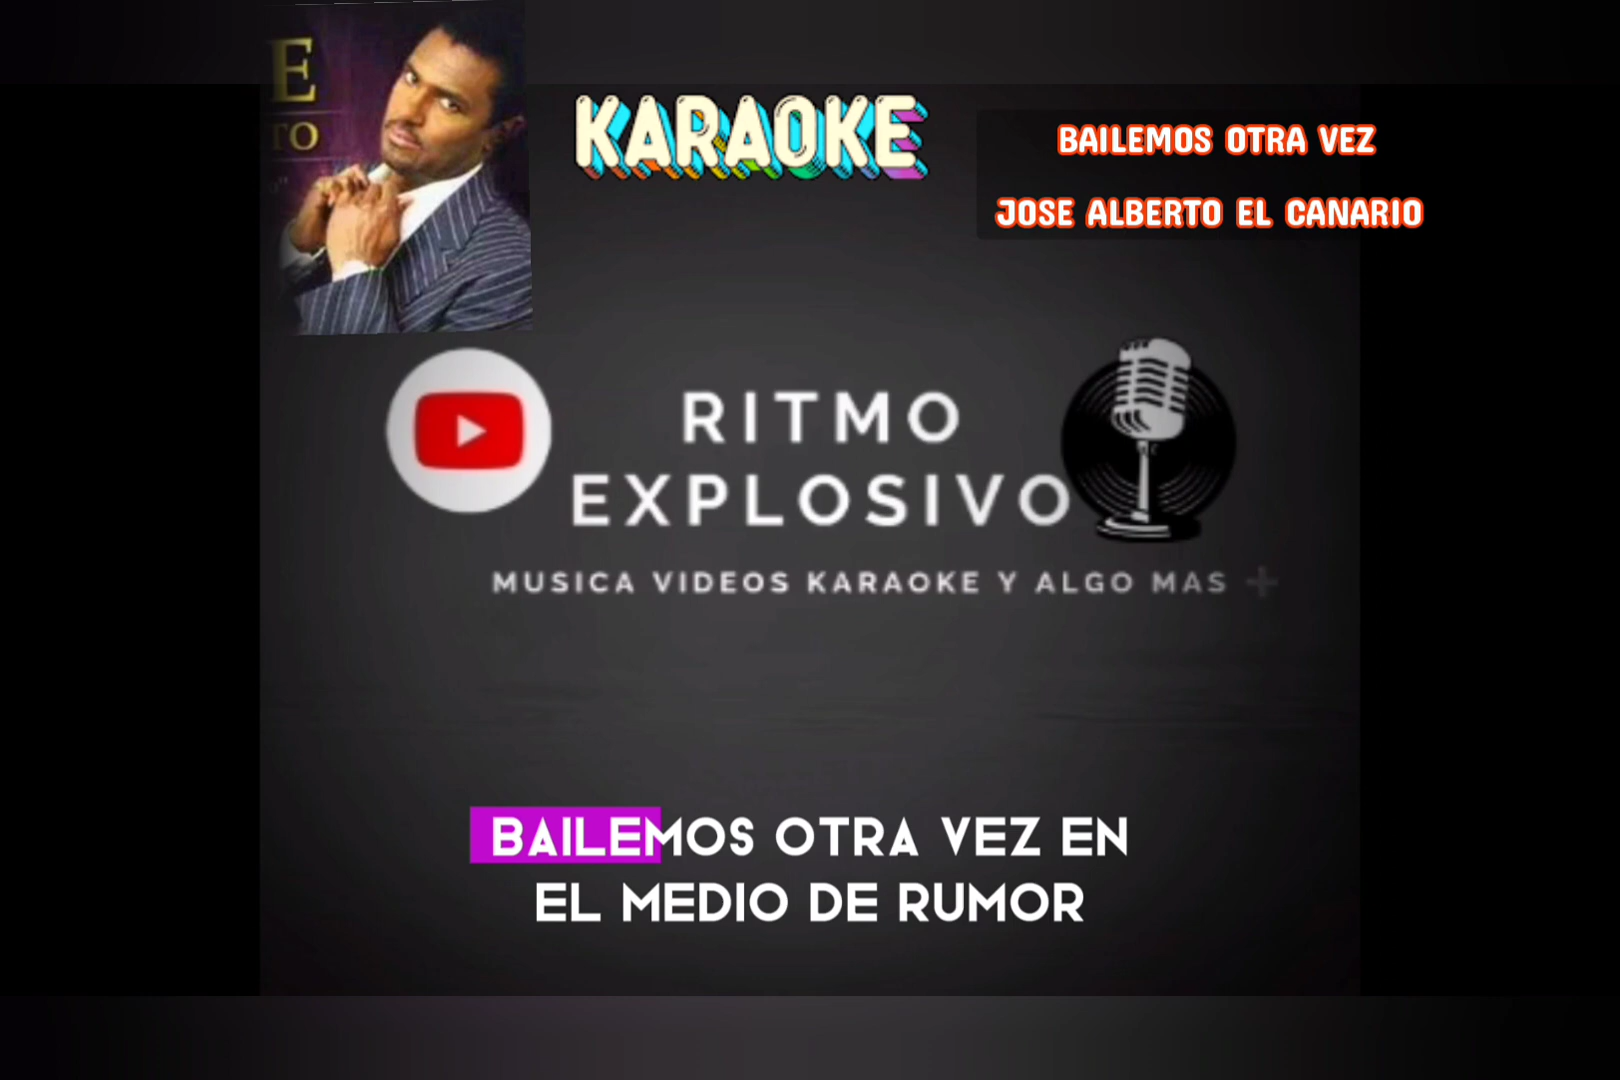 E
TO
KARAOKE
BAILEMOS OTRA VEZ
JOSE ALBERTO EL CANARIO
RITMO
EXPLOSIVO
MUSICA VIDEOS KARAOKE Y ALGO MAS +
BAILEMOS OTRA VEZ EN
EL MEDIO DE RUMOR